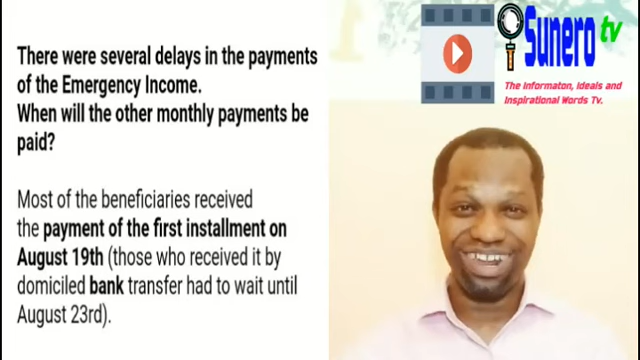 There were several delays in the payments
of the Emergency Income.
When will the other monthly payments be
paid?
Most of the beneficiaries received
the payment of the first installment on
August 19th (those who received it by
domiciled bank transfer had to wait until
August 23rd).
Sunero tv
The Informaton, Ideals and
Inspirational Words Tv.